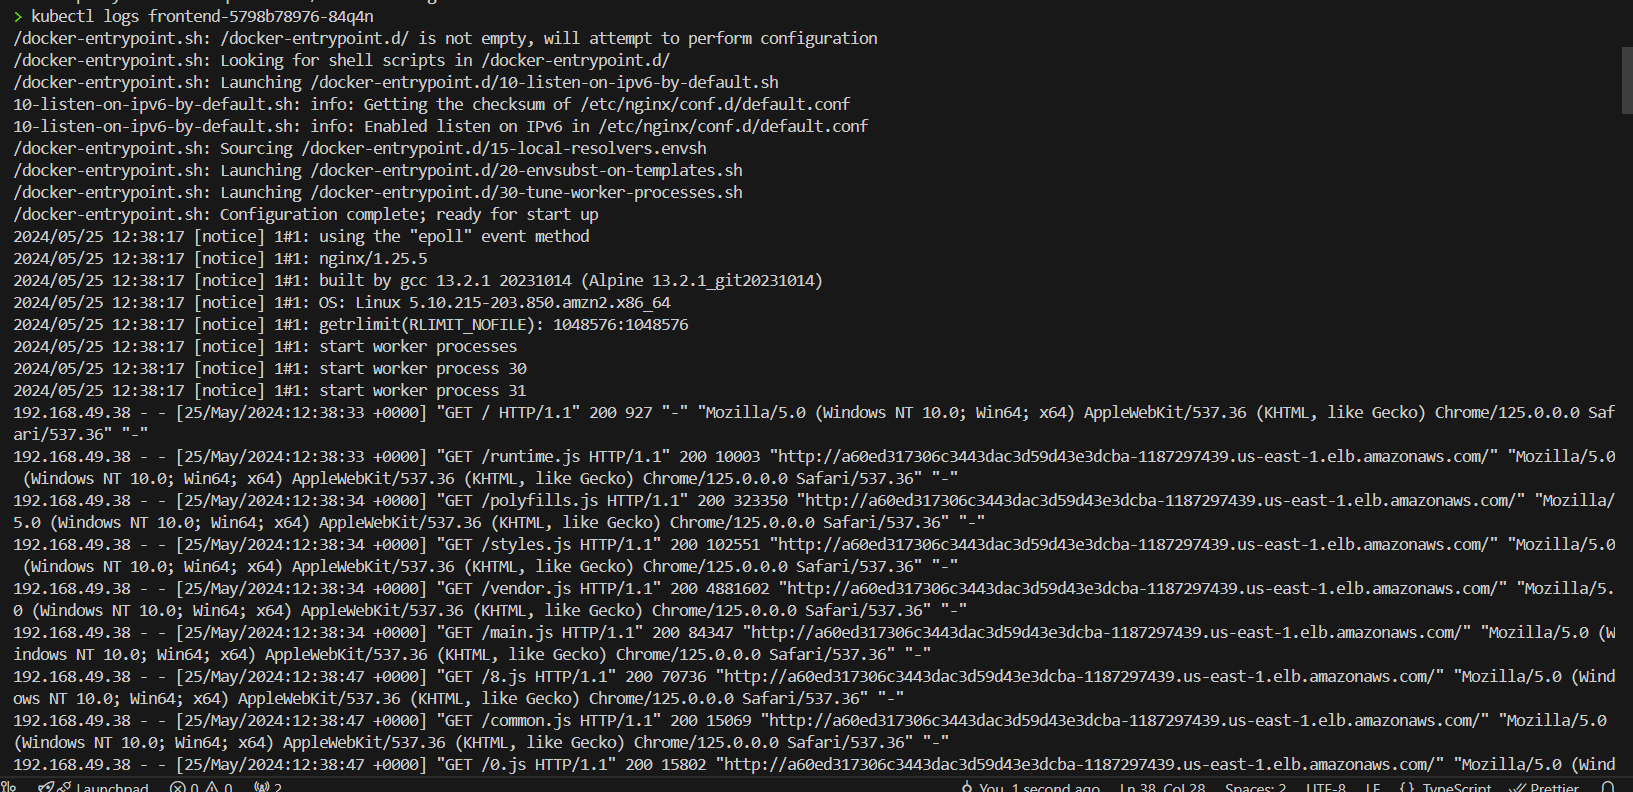 > kubectl logs frontend-5798b78976-84q4n
/docker-entrypoint.sh: /docker-entrypoint.d/ is not empty, will attempt to perform configuration
/docker-entrypoint.sh: Looking for shell scripts in /docker-entrypoint.d/
/docker-entrypoint.sh: Launching /docker-entrypoint.d/10-listen-on-ipv6-by-default.sh
10-listen-on-ipv6-by-default.sh: info: Getting the checksum of /etc/nginx/conf.d/default.conf
10-listen-on-ipv6-by-default.sh: info: Enabled listen on IPv6 in /etc/nginx/conf.d/default.conf
/docker-entrypoint.sh: Sourcing /docker-entrypoint.d/15-local-resolvers.envsh
/docker-entrypoint.sh: Launching /docker-entrypoint.d/20-envsubst-on-templates.sh
/docker-entrypoint.sh: Launching /docker-entrypoint.d/30-tune-worker-processes.sh
/docker-entrypoint.sh: Configuration complete; ready for start up
2024/05/25 12:38:17 [notice] 1#1: using the "epoll" event method
2024/05/25 12:38:17 [notice] 1#1: nginx/1.25.5
2024/05/25 12:38:17 [notice] 1#1: built by gcc 13.2.1 20231014 (Alpine 13.2.1_git20231014)
2024/05/25 12:38:17 [notice] 1#1: OS: Linux 5.10.215-203.850.amzn2.x86_64
2024/05/25 12:38:17 [notice] 1#1: getrlimit(RLIMIT_NOFILE): 1048576:1048576
2024/05/25 12:38:17 [notice] 1#1: start worker processes
2024/05/25 12:38:17 [notice] 1#1: start worker process 30
2024/05/25 12:38:17 [notice] 1#1: start worker process 31
192.168.49.38 - - [25/May/2024:12:38:33 +0000] "GET / HTTP/1.1" 200 927 "-" "Mozilla/5.0 (Windows NT 10.0; Win64; x64) AppleWebKit/537.36 (KHTML, like Gecko) Chrome/125.0.0.0 Saf
ari/537.36" "-"
192.168.49.38 - - [25/May/2024:12:38:33 +0000] "GET /runtime.js HTTP/1.1" 200 10003 "http://a60ed317306c3443dac3d59d43e3dcba-1187297439.us-east-1.elb.amazonaws.com/" "Mozilla/5.0
(Windows NT 10.0; Win64; x64) AppleWebKit/537.36 (KHTML, like Gecko) Chrome/125.0.0.0 Safari/537.36" "-"
192.168.49.38 - - [25/May/2024:12:38:34 +0000] "GET /polyfills.js HTTP/1.1" 200 323350 "http://a60ed317306c3443dac3d59d43e3dcba-1187297439.us-east-1.elb.amazonaws.com/" "Mozilla/
5.0 (Windows NT 10.0; Win64; x64) AppleWebKit/537.36 (KHTML, like Gecko) Chrome/125.0.0.0 Safari/537.36" "-"
192.168.49.38 - - [25/May/2024:12:38:34 +0000] "GET /styles.js HTTP/1.1" 200 102551 "http://a60ed317306c3443dac3d59d43e3dcba-1187297439.us-east-1.elb.amazonaws.com/" "Mozilla/5.0
(Windows NT 10.0; Win64; x64) AppleWebKit/537.36 (KHTML, like Gecko) Chrome/125.0.0.0 Safari/537.36" "-"
192.168.49.38 - - [25/May/2024:12:38:34 +0000] "GET /vendor.js HTTP/1.1" 200 4881602 "http://a60ed317306c3443dac3d59d43e3dcba-1187297439.us-east-1.elb.amazonaws.com/" "Mozilla/5.
0 (Windows NT 10.0; Win64; x64) AppleWebKit/537.36 (KHTML, like Gecko) Chrome/125.0.0.0 Safari/537.36" "-"
192.168.49.38 - - [25/May/2024:12:38:34 +0000] "GET /main.js HTTP/1.1" 200 84347 "http://a60ed317306c3443dac3d59d43e3dcba-1187297439.us-east-1.elb.amazonaws.com/" "Mozilla/5.0 (W
indows NT 10.0; Win64; x64) AppleWebKit/537.36 (KHTML, like Gecko) Chrome/125.0.0.0 Safari/537.36" "-"
192.168.49.38 - - [25/May/2024:12:38:47 +0000] "GET /8.js HTTP/1.1" 200 70736 "http://a60ed317306c3443dac3d59d43e3dcba-1187297439.us-east-1.elb.amazonaws.com/" "Mozilla/5.0 (Wind
ows NT 10.0; Win64; x64) AppleWebKit/537.36 (KHTML, like Gecko) Chrome/125.0.0.0 Safari/537.36" "-"
192.168.49.38 - - [25/May/2024:12:38:47 +0000] "GET /common.js HTTP/1.1" 200 15069 "http://a60ed317306c3443dac3d59d43e3dcba-1187297439.us-east-1.elb.amazonaws.com/" "Mozilla/5.0
(Windows NT 10.0; Win64; x64) AppleWebKit/537.36 (KHTML, like Gecko) Chrome/125.0.0.0 Safari/537.36" "-"
192.168.49.38 - - [25/May/2024:12:38:47 +0000] "GET /0.js HTTP/1.1" 200 15802 "http://a60ed317306c3443dac3d59d43e3dcba-1187297439.us-east-1.elb.amazonaws.com/" "Mozilla/5.0 (Wind
Launchpad 0 0 2 You, 1 second ago Ln 38, Col 28 Spaces: 2 UTF-8 LF {} TypeScript Prettier